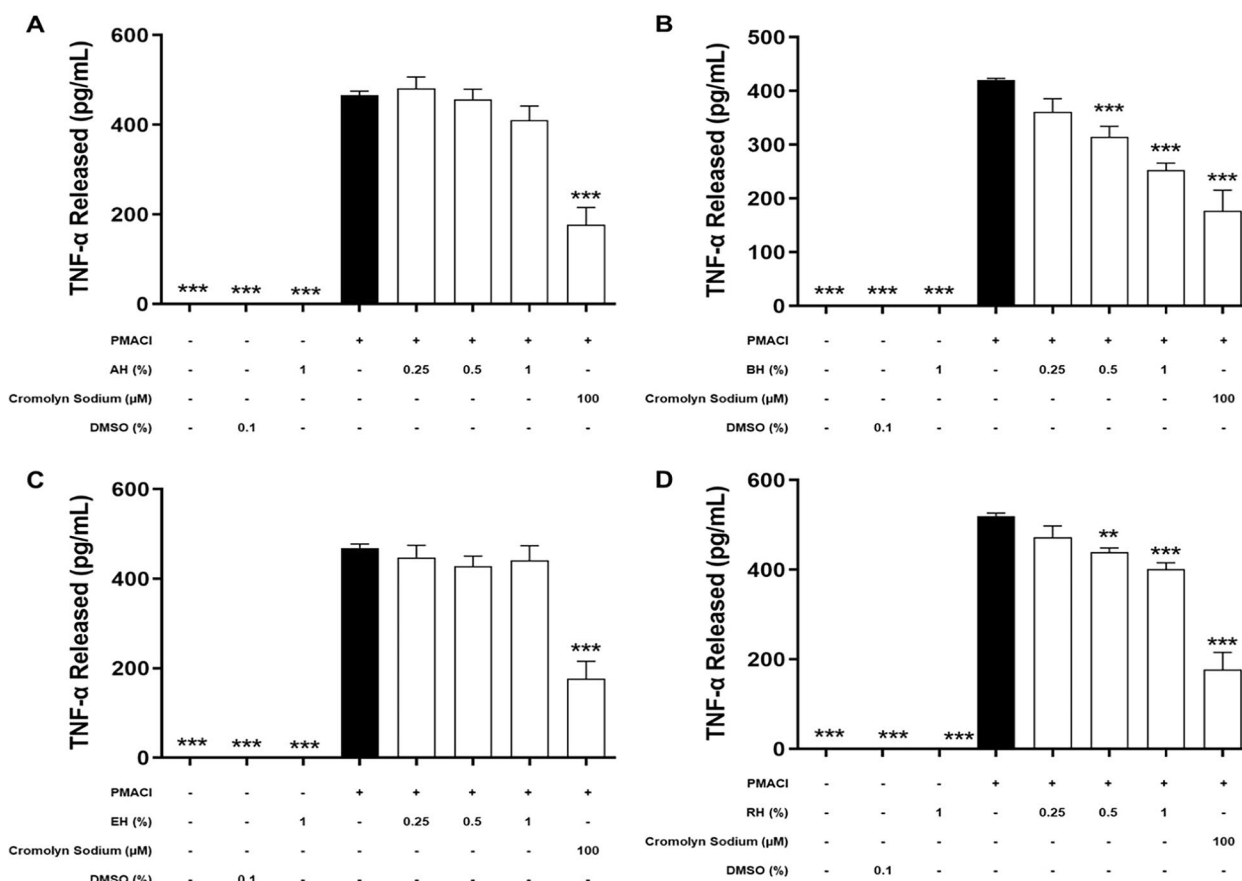 A
TNF-α Released (pg/mL)
600
400
200
0
*** *** *** ***
PMACI - - - + + + + +
AH (%) - - 1 - 0.25 0.5 1 -
Cromolyn Sodium (µM) - - - - - - - 100
DMSO (%) - 0.1 - - - - - -
B
TNF-α Released (pg/mL)
500
400
300
200
100
0
*** *** *** *** *** ***
PMACI - - - + + + + +
BH (%) - - 1 - 0.25 0.5 1 -
Cromolyn Sodium (µM) - - - - - - - 100
DMSO (%) - 0.1 - - - - - -
C
TNF-α Released (pg/mL)
600
400
200
0
*** *** *** ***
PMACI - - - + + + + +
EH (%) - - 1 - 0.25 0.5 1 -
Cromolyn Sodium (µM) - - - - - - - 100
DMSO (%) - 0.1 - - - - - -
D
TNF-α Released (pg/mL)
600
400
200
0
*** *** *** ** *** ***
PMACI - - - + + + + +
RH (%) - - 1 - 0.25 0.5 1 -
Cromolyn Sodium (µM) - - - - - - - 100
DMSO (%) - 0.1 - - - - - -